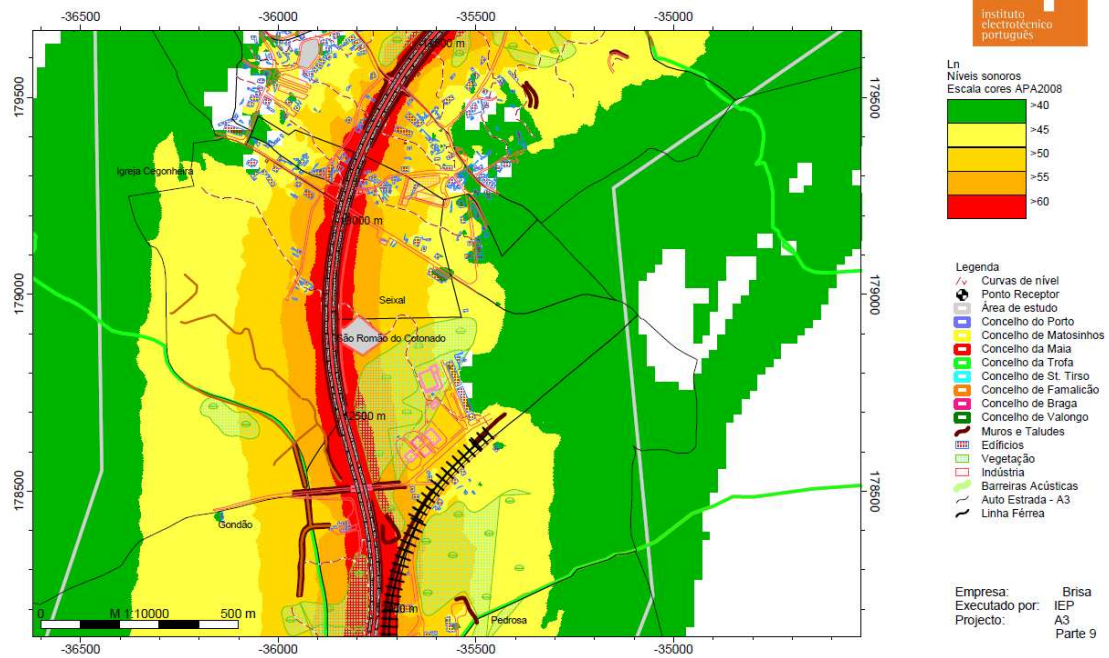 -36500
-36000
-35500
-35000
instituto
electrotécnico
português
Ln
Níveis sonoros
Escala cores APA2008
>40
>45
>50
>55
>60
179500
179500
Igreja Cegonheira
179000
179000
Seixal
São Romão do Coronado
Legenda
Curvas de nível
Ponto Receptor
Área de estudo
Concelho do Porto
Concelho de Matosinhos
Concelho da Maia
Concelho da Trofa
Concelho de St. Tirso
Concelho de Famalicão
Concelho de Braga
Concelho de Valongo
Muros e Taludes
Edíficios
Vegetação
Indústria
Barreiras Acústicas
Auto Estrada - A3
Linha Férrea
178500
178500
Gondão
0 M 1:10000 500 m
Pedrosa
-36500
-36000
-35500
-35000
Empresa: Brisa
Executado por: IEP
Projecto: A3
Parte 9